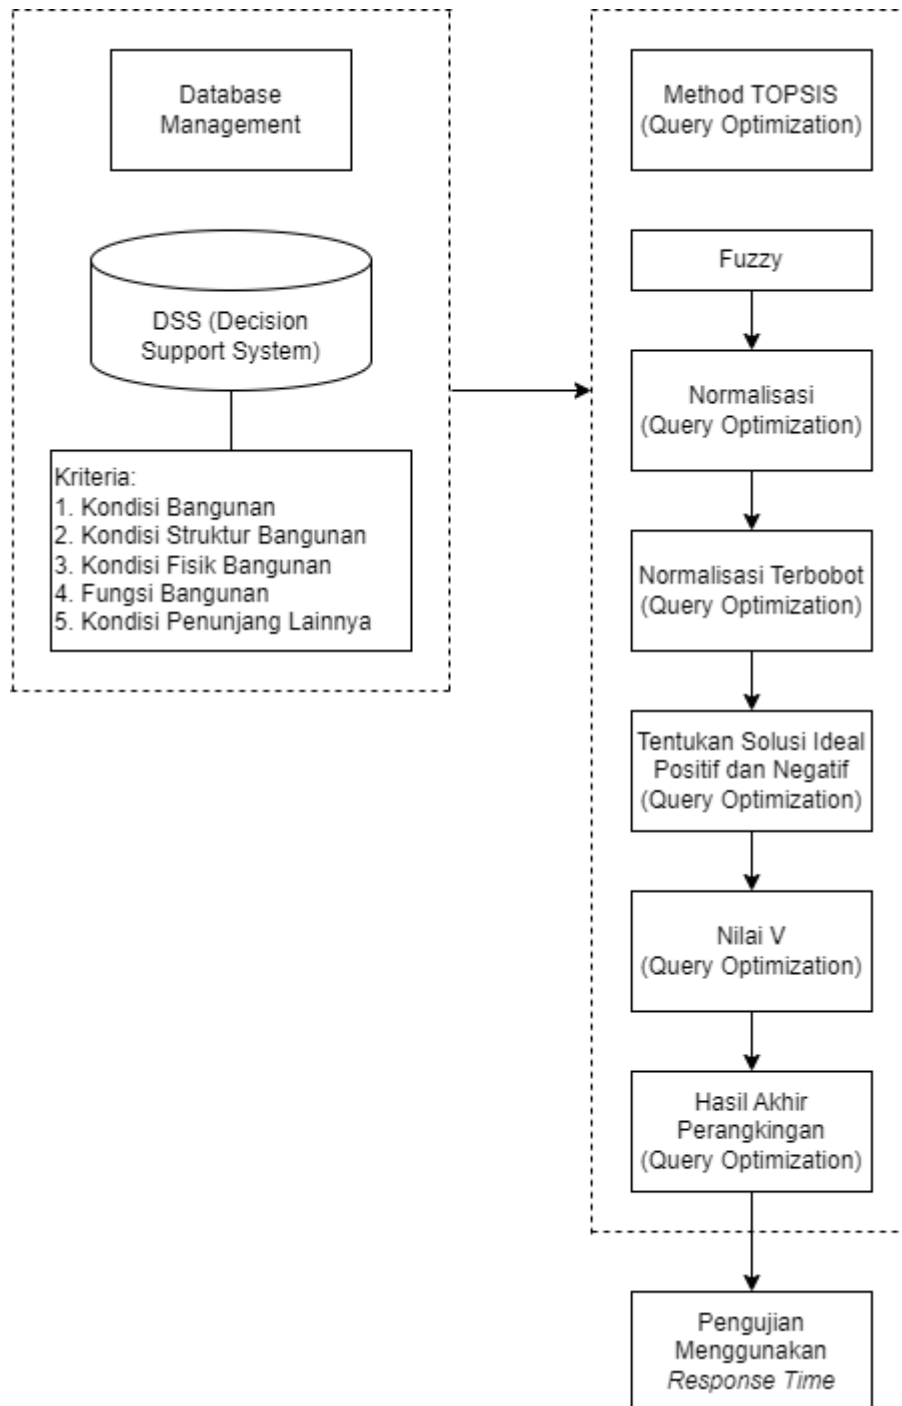 Database
Management
DSS (Decision
Support System)
Kriteria:
1. Kondisi Bangunan
2. Kondisi Struktur Bangunan
3. Kondisi Fisik Bangunan
4. Fungsi Bangunan
5. Kondisi Penunjang Lainnya
Method TOPSIS
(Query Optimization)
Fuzzy
Normalisasi
(Query Optimization)
Normalisasi Terbobot
(Query Optimization)
Tentukan Solusi Ideal
Positif dan Negatif
(Query Optimization)
Nilai V
(Query Optimization)
Hasil Akhir
Perangkingan
(Query Optimization)
Pengujian
Menggunakan
Response Time